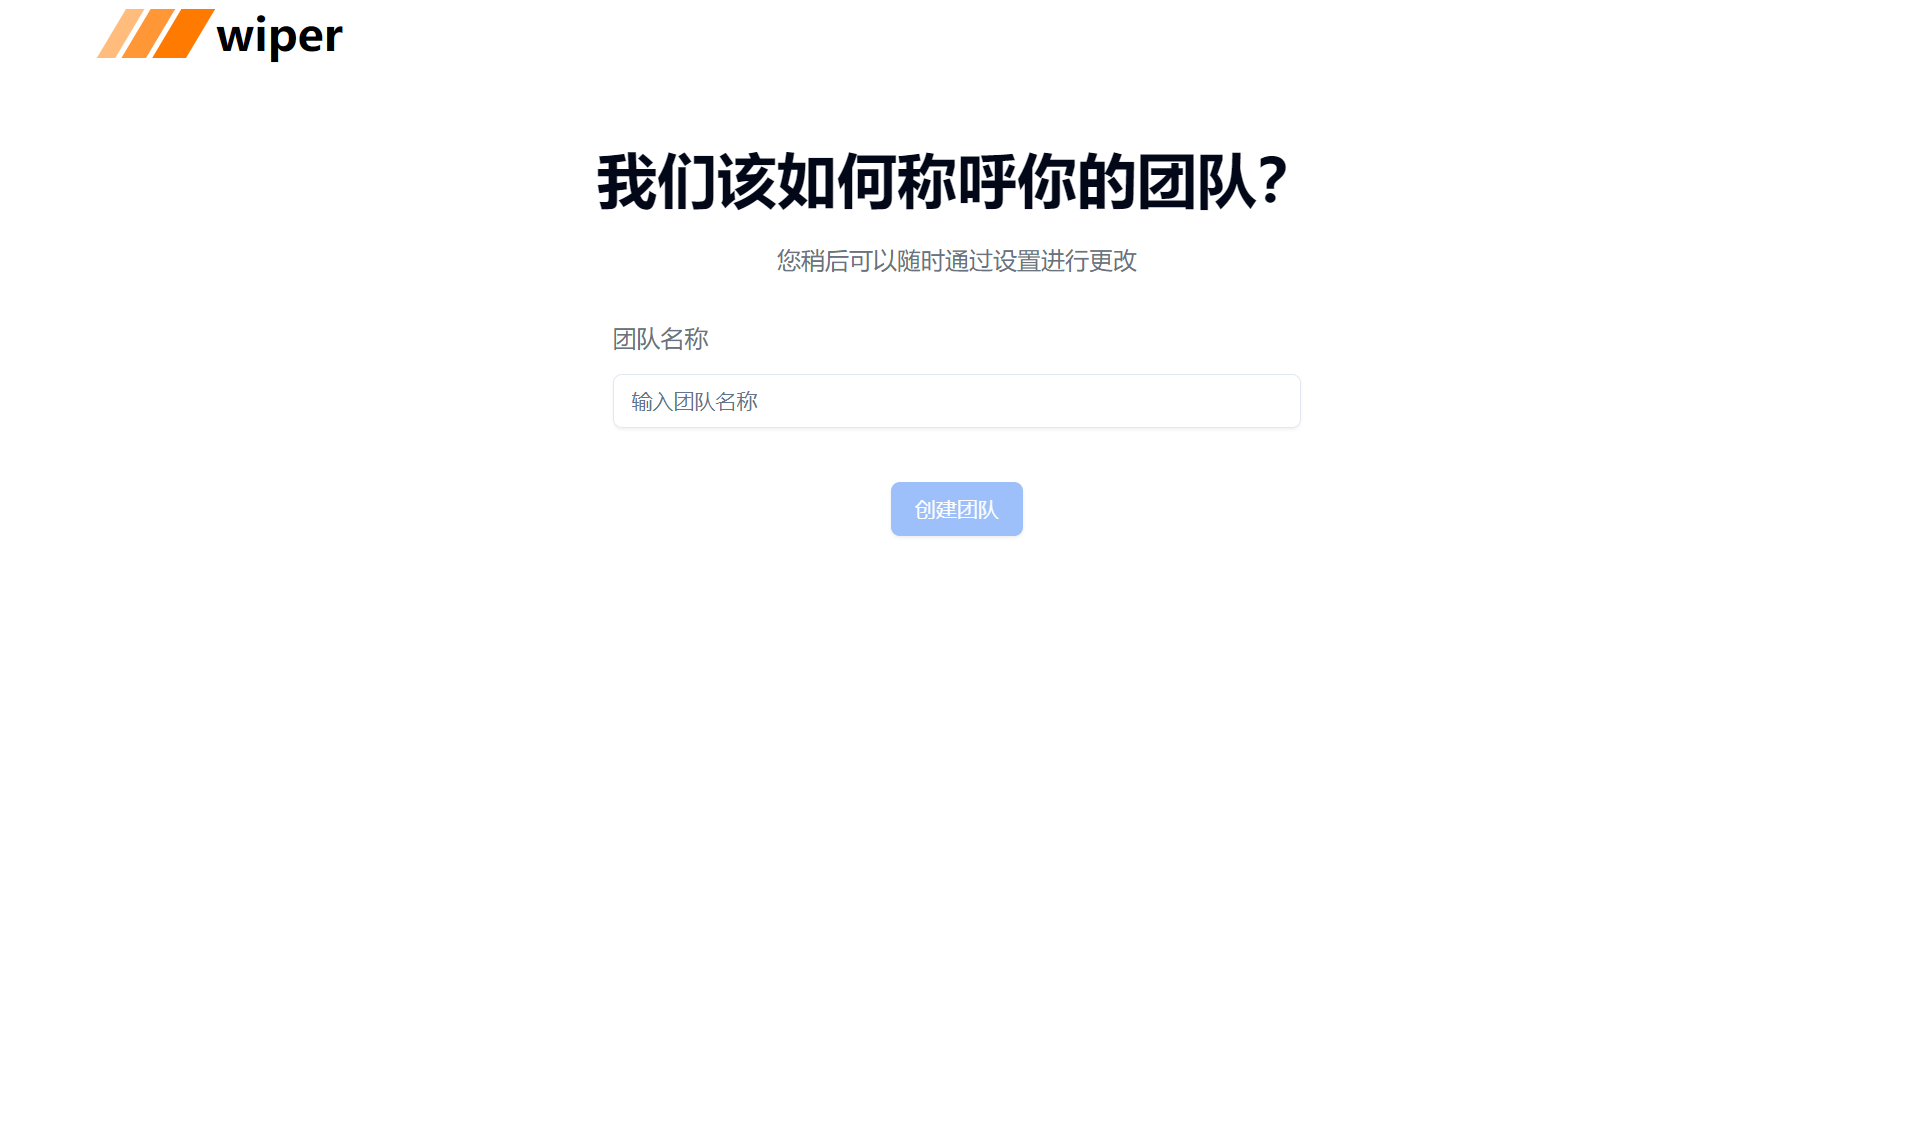 wiper
我们该如何称呼你的团队？
您稍后可以随时通过设置进行更改
团队名称
输入团队名称
创建团队